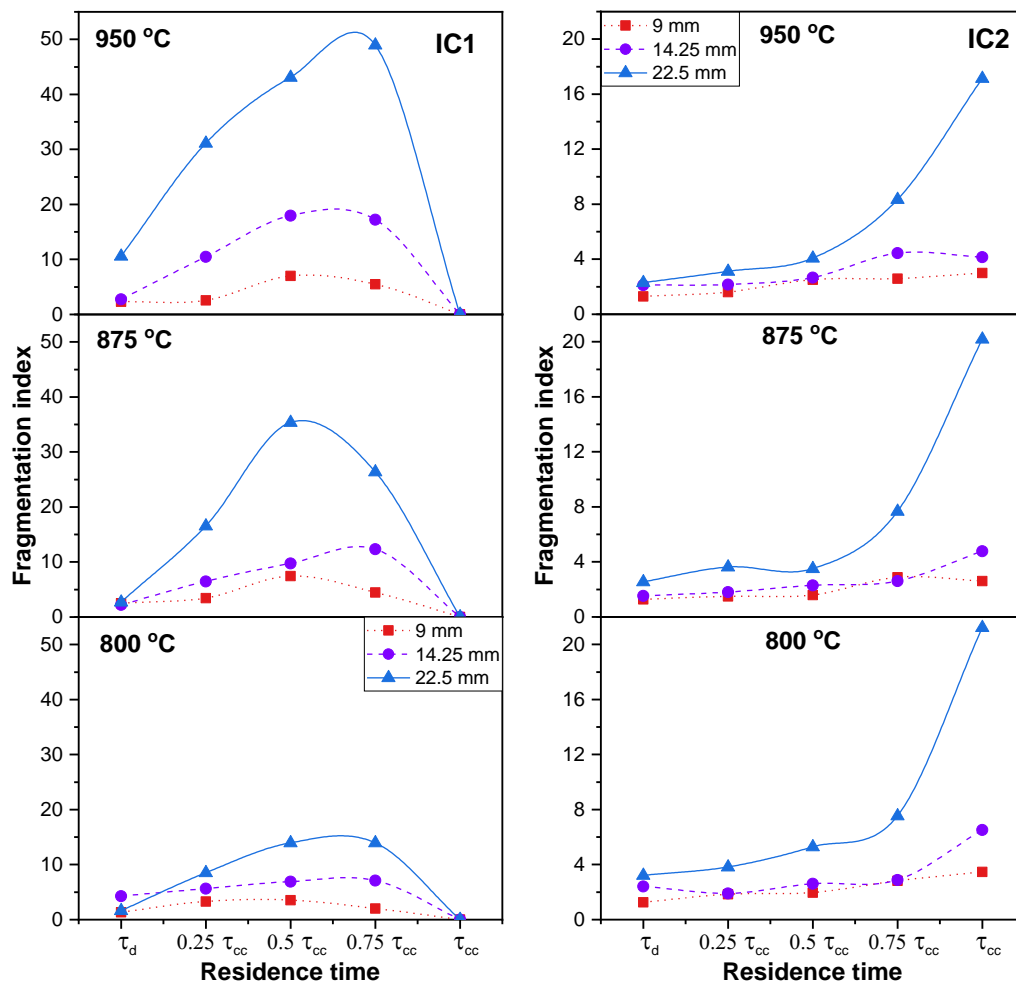 950 °C
IC1
50
40
30
20
10
0
875 °C
50
40
30
20
10
0
800 °C
9 mm
14.25 mm
22.5 mm
50
40
30
20
10
0
Fragmentation index
τd
0.25 τcc
0.5 τcc
0.75 τcc
τcc
Residence time
9 mm
14.25 mm
22.5 mm
950 °C
IC2
20
16
12
8
4
0
875 °C
20
16
12
8
4
0
800 °C
20
16
12
8
4
0
Fragmentation index
τd
0.25 τcc
0.5 τcc
0.75 τcc
τcc
Residence time